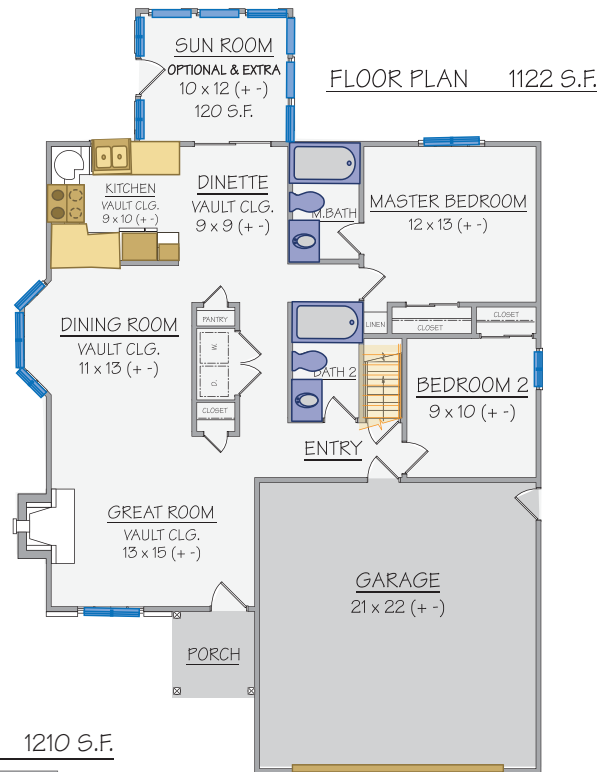 SUN ROOM
OPTIONAL & EXTRA
10 x 12 (+ -)
120 S.F.
FLOOR PLAN 1122 S.F.
KITCHEN
VAULT CLG.
9 x 10 (+ -)
DINETTE
VAULT CLG.
9 x 9 (+ -)
M.BATH
MASTER BEDROOM
12 x 13 (+ -)
DINING ROOM
VAULT CLG.
11 x 13 (+ -)
PANTRY
W.
D.
CLOSET
LINEN
CLOSET
CLOSET
BATH 2
BEDROOM 2
9 x 10 (+ -)
ENTRY
GREAT ROOM
VAULT CLG.
13 x 15 (+ -)
GARAGE
21 x 22 (+ -)
PORCH
1210 S.F.